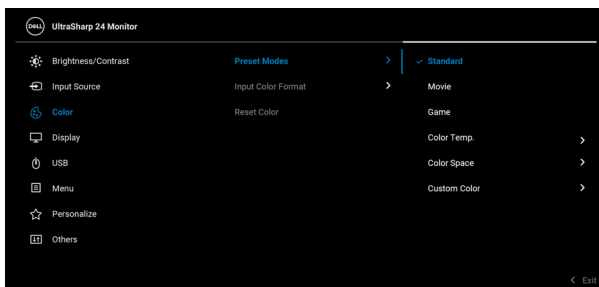 DELL UltraSharp 24 Monitor
Brightness/Contrast Preset Modes > ✓ Standard
Input Source Input Color Format > Movie
Color Reset Color Game
Display Color Temp. >
USB Color Space >
Menu Custom Color >
Personalize
Others
< Exit